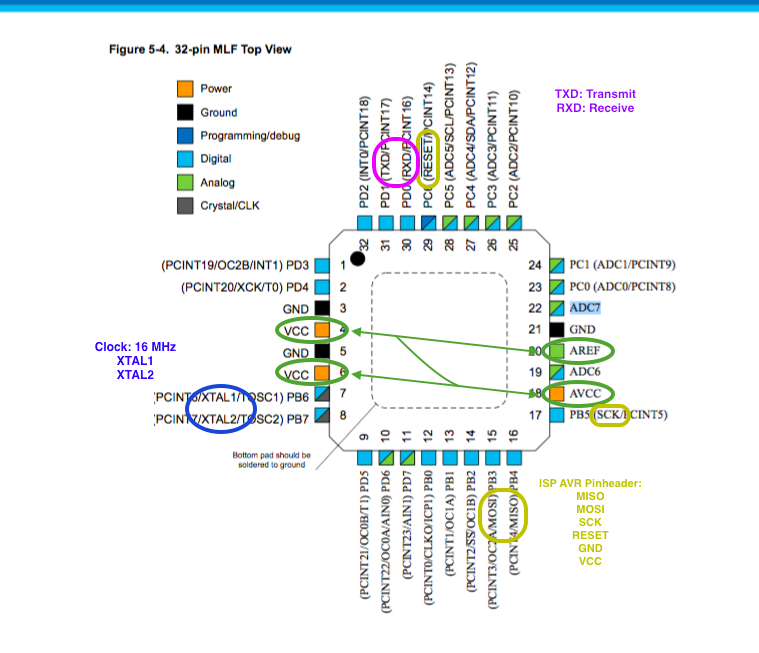 Figure 5-4. 32-pin MLF Top View
Power
Ground
Programming/debug
Digital
Analog
Crystal/CLK
TXD: Transmit
RXD: Receive
PD2 (INT0/PCINT18)
PD1 (TXD/PCINT17)
PD0 (RXD/PCINT16)
PC6 (RESET/PCINT14)
PC5 (ADC5/SCL/PCINT13)
PC4 (ADC4/SDA/PCINT12)
PC3 (ADC3/PCINT11)
PC2 (ADC2/PCINT10)
32 31 30 29 28 27 26 25
(PCINT19/OC2B/INT1) PD3 1
(PCINT20/XCK/T0) PD4 2
GND 3
VCC 4
GND 5
VCC 6
(PCINT6/XTAL1/TOSC1) PB6 7
(PCINT7/XTAL2/TOSC2) PB7 8
24 PC1 (ADC1/PCINT9)
23 PC0 (ADC0/PCINT8)
22 ADC7
21 GND
20 AREF
19 ADC6
18 AVCC
17 PB5 (SCK/PCINT5)
Clock: 16 MHz
XTAL1
XTAL2
9 10 11 12 13 14 15 16
Bottom pad should be
soldered to ground
(PCINT21/OC0B/T1) PD5
(PCINT22/OC0A/AIN0) PD6
(PCINT23/AIN1) PD7
(PCINT0/CLKO/ICP1) PB0
(PCINT1/OC1A) PB1
(PCINT2/SS/OC1B) PB2
(PCINT3/OC2A/MOSI) PB3
(PCINT4/MISO) PB4
ISP AVR Pinheader:
MISO
MOSI
SCK
RESET
GND
VCC